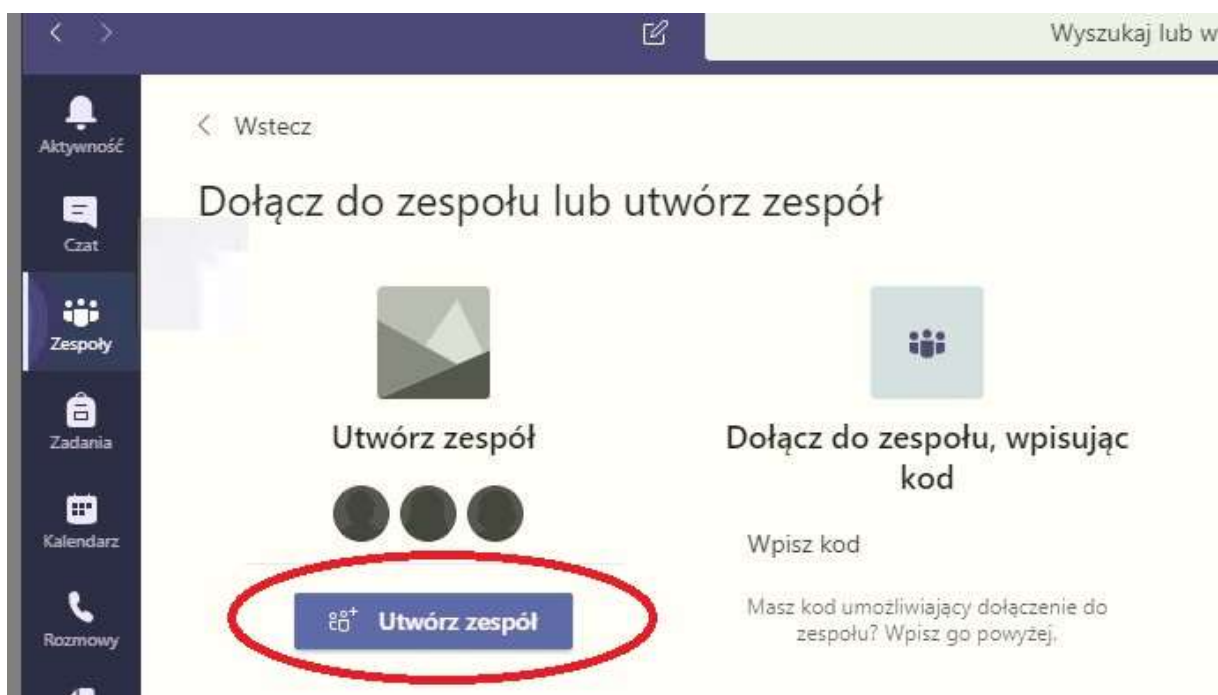 Wyszukaj lub w
Aktywność
Czat
Zespoły
Zadania
Kalendarz
Rozmowy
Wstecz
Dołącz do zespołu lub utwórz zespół
Utwórz zespół
Utwórz zespół
Dołącz do zespołu, wpisując
kod
Wpisz kod
Masz kod umożliwiający dołączenie do
zespołu? Wpisz go powyżej.